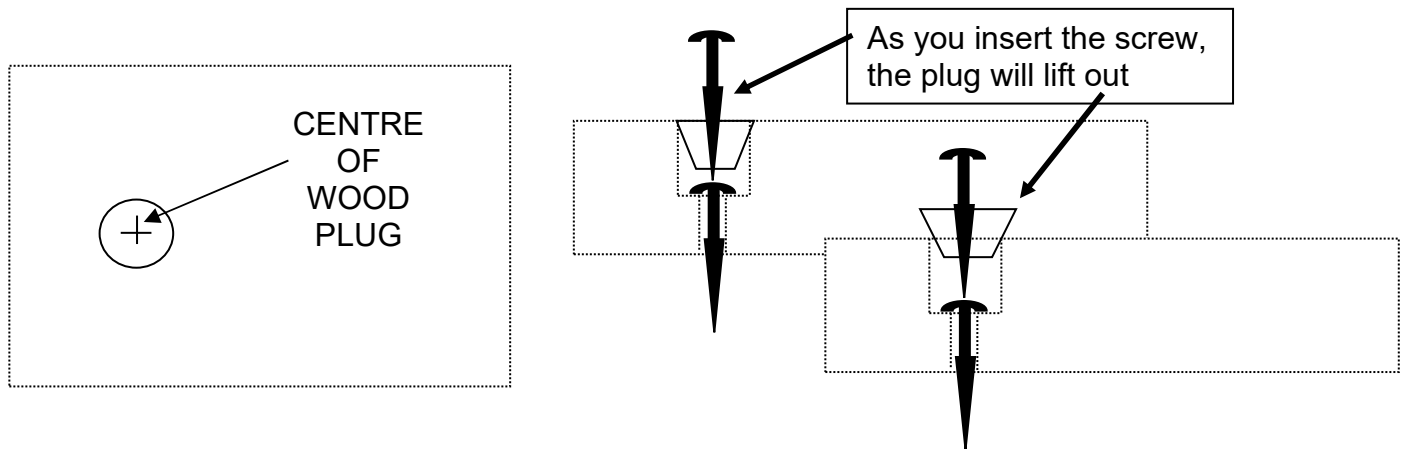 CENTRE
OF
WOOD
PLUG
As you insert the screw,
the plug will lift out